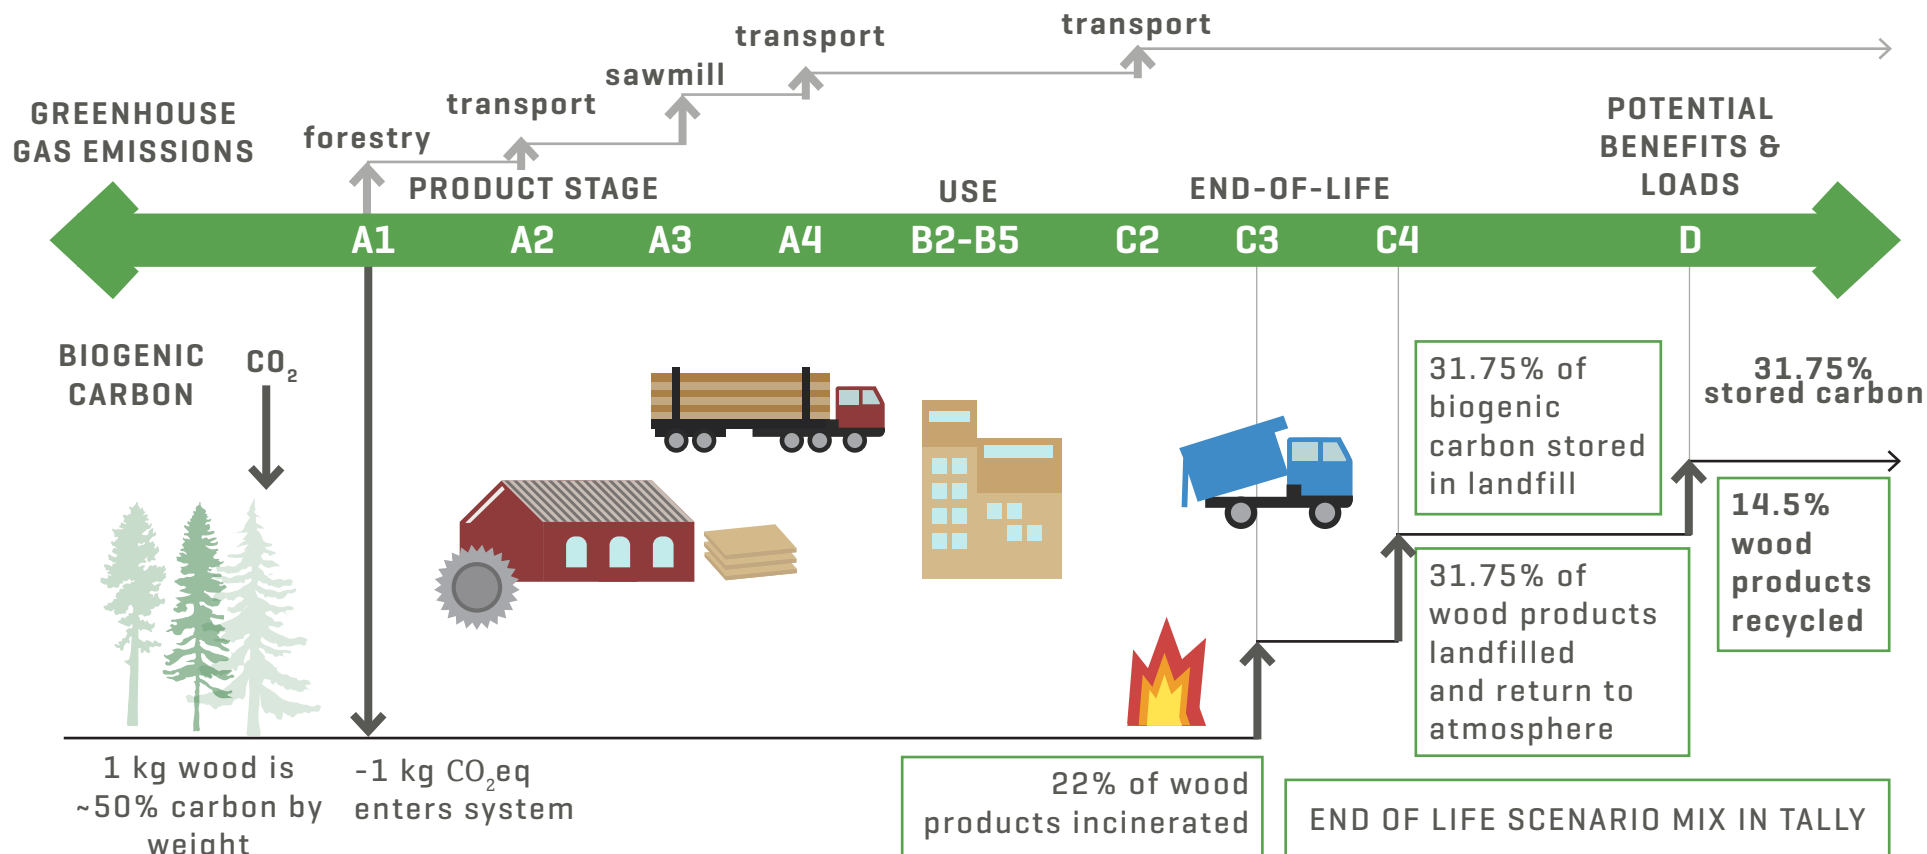 transport
transport
sawmill
transport
forestry
GREENHOUSE
GAS EMISSIONS
POTENTIAL
BENEFITS &
LOADS
PRODUCT STAGE
USE
END-OF-LIFE
A1
A2
A3
A4
B2-B5
C2
C3
C4
D
BIOGENIC
CARBON
CO₂
31.75% of
biogenic
carbon stored
in landfill
31.75%
stored carbon
14.5%
wood
products
recycled
31.75% of
wood products
landfilled
and return to
atmosphere
1 kg wood is
~50% carbon by
weight
-1 kg CO₂eq
enters system
22% of wood
products incinerated
END OF LIFE SCENARIO MIX IN TALLY